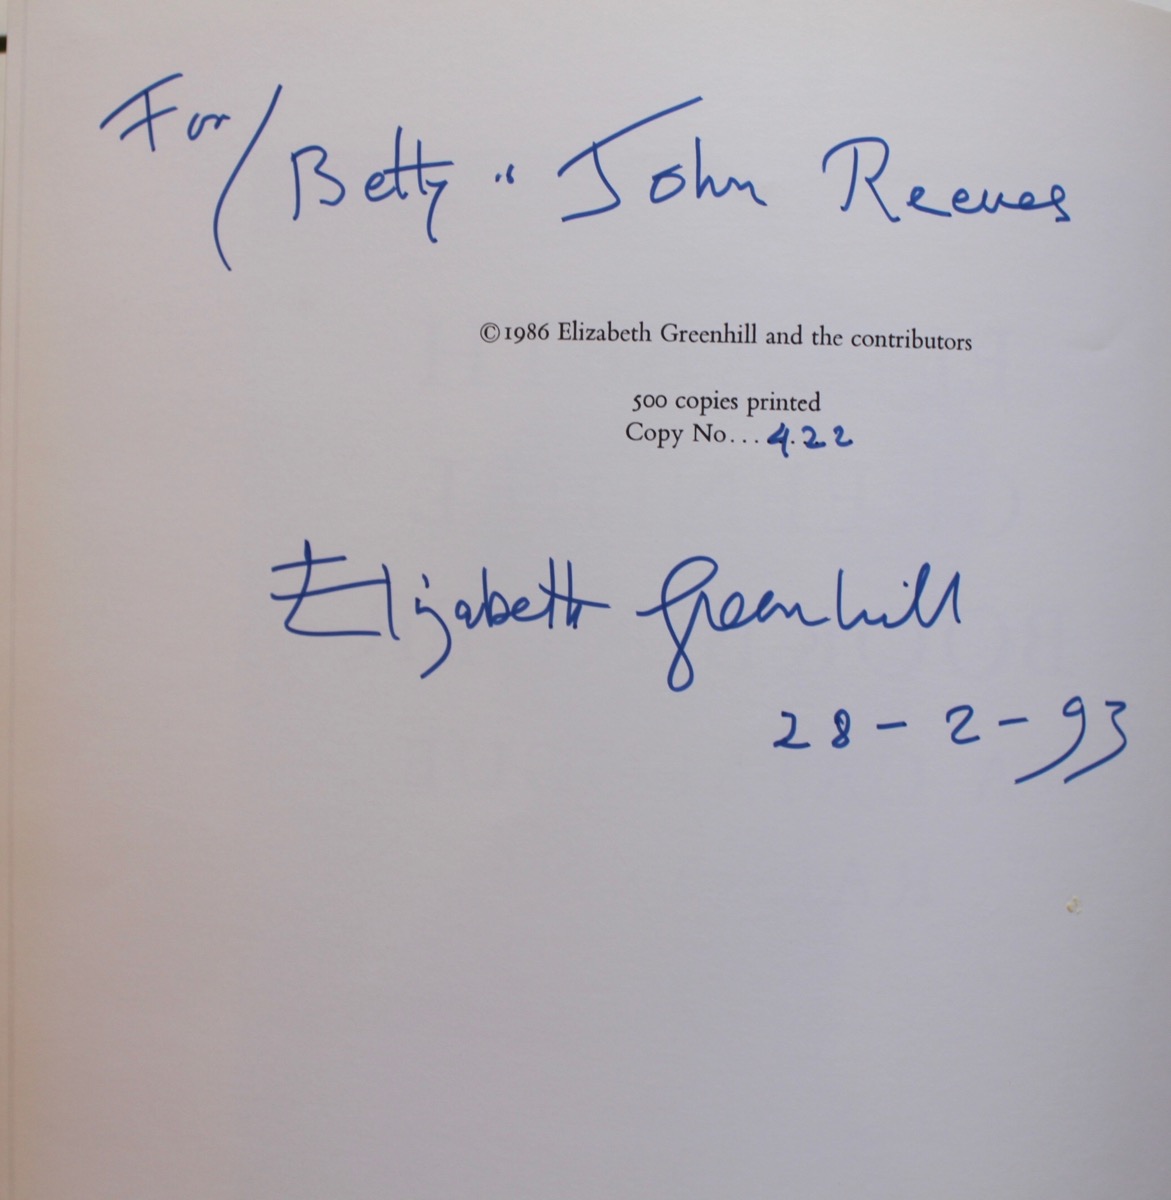 For/ Betty & John Reeves
©1986 Elizabeth Greenhill and the contributors
500 copies printed
Copy No... 422
Elizabeth Greenhill
28-2-93